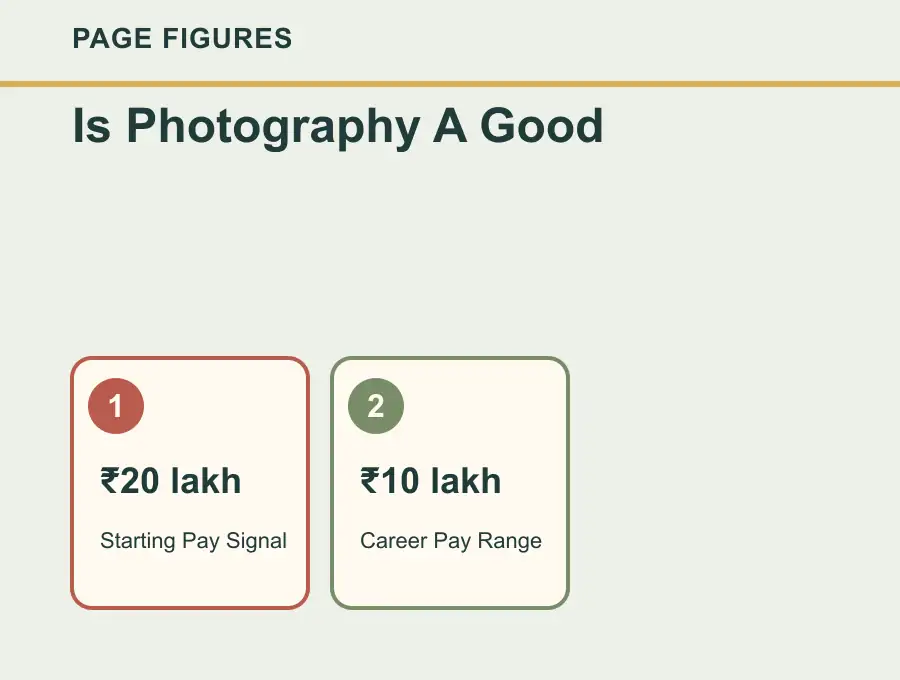 PAGE FIGURES
Is Photography A Good
1
₹20 lakh
Starting Pay Signal
2
₹10 lakh
Career Pay Range